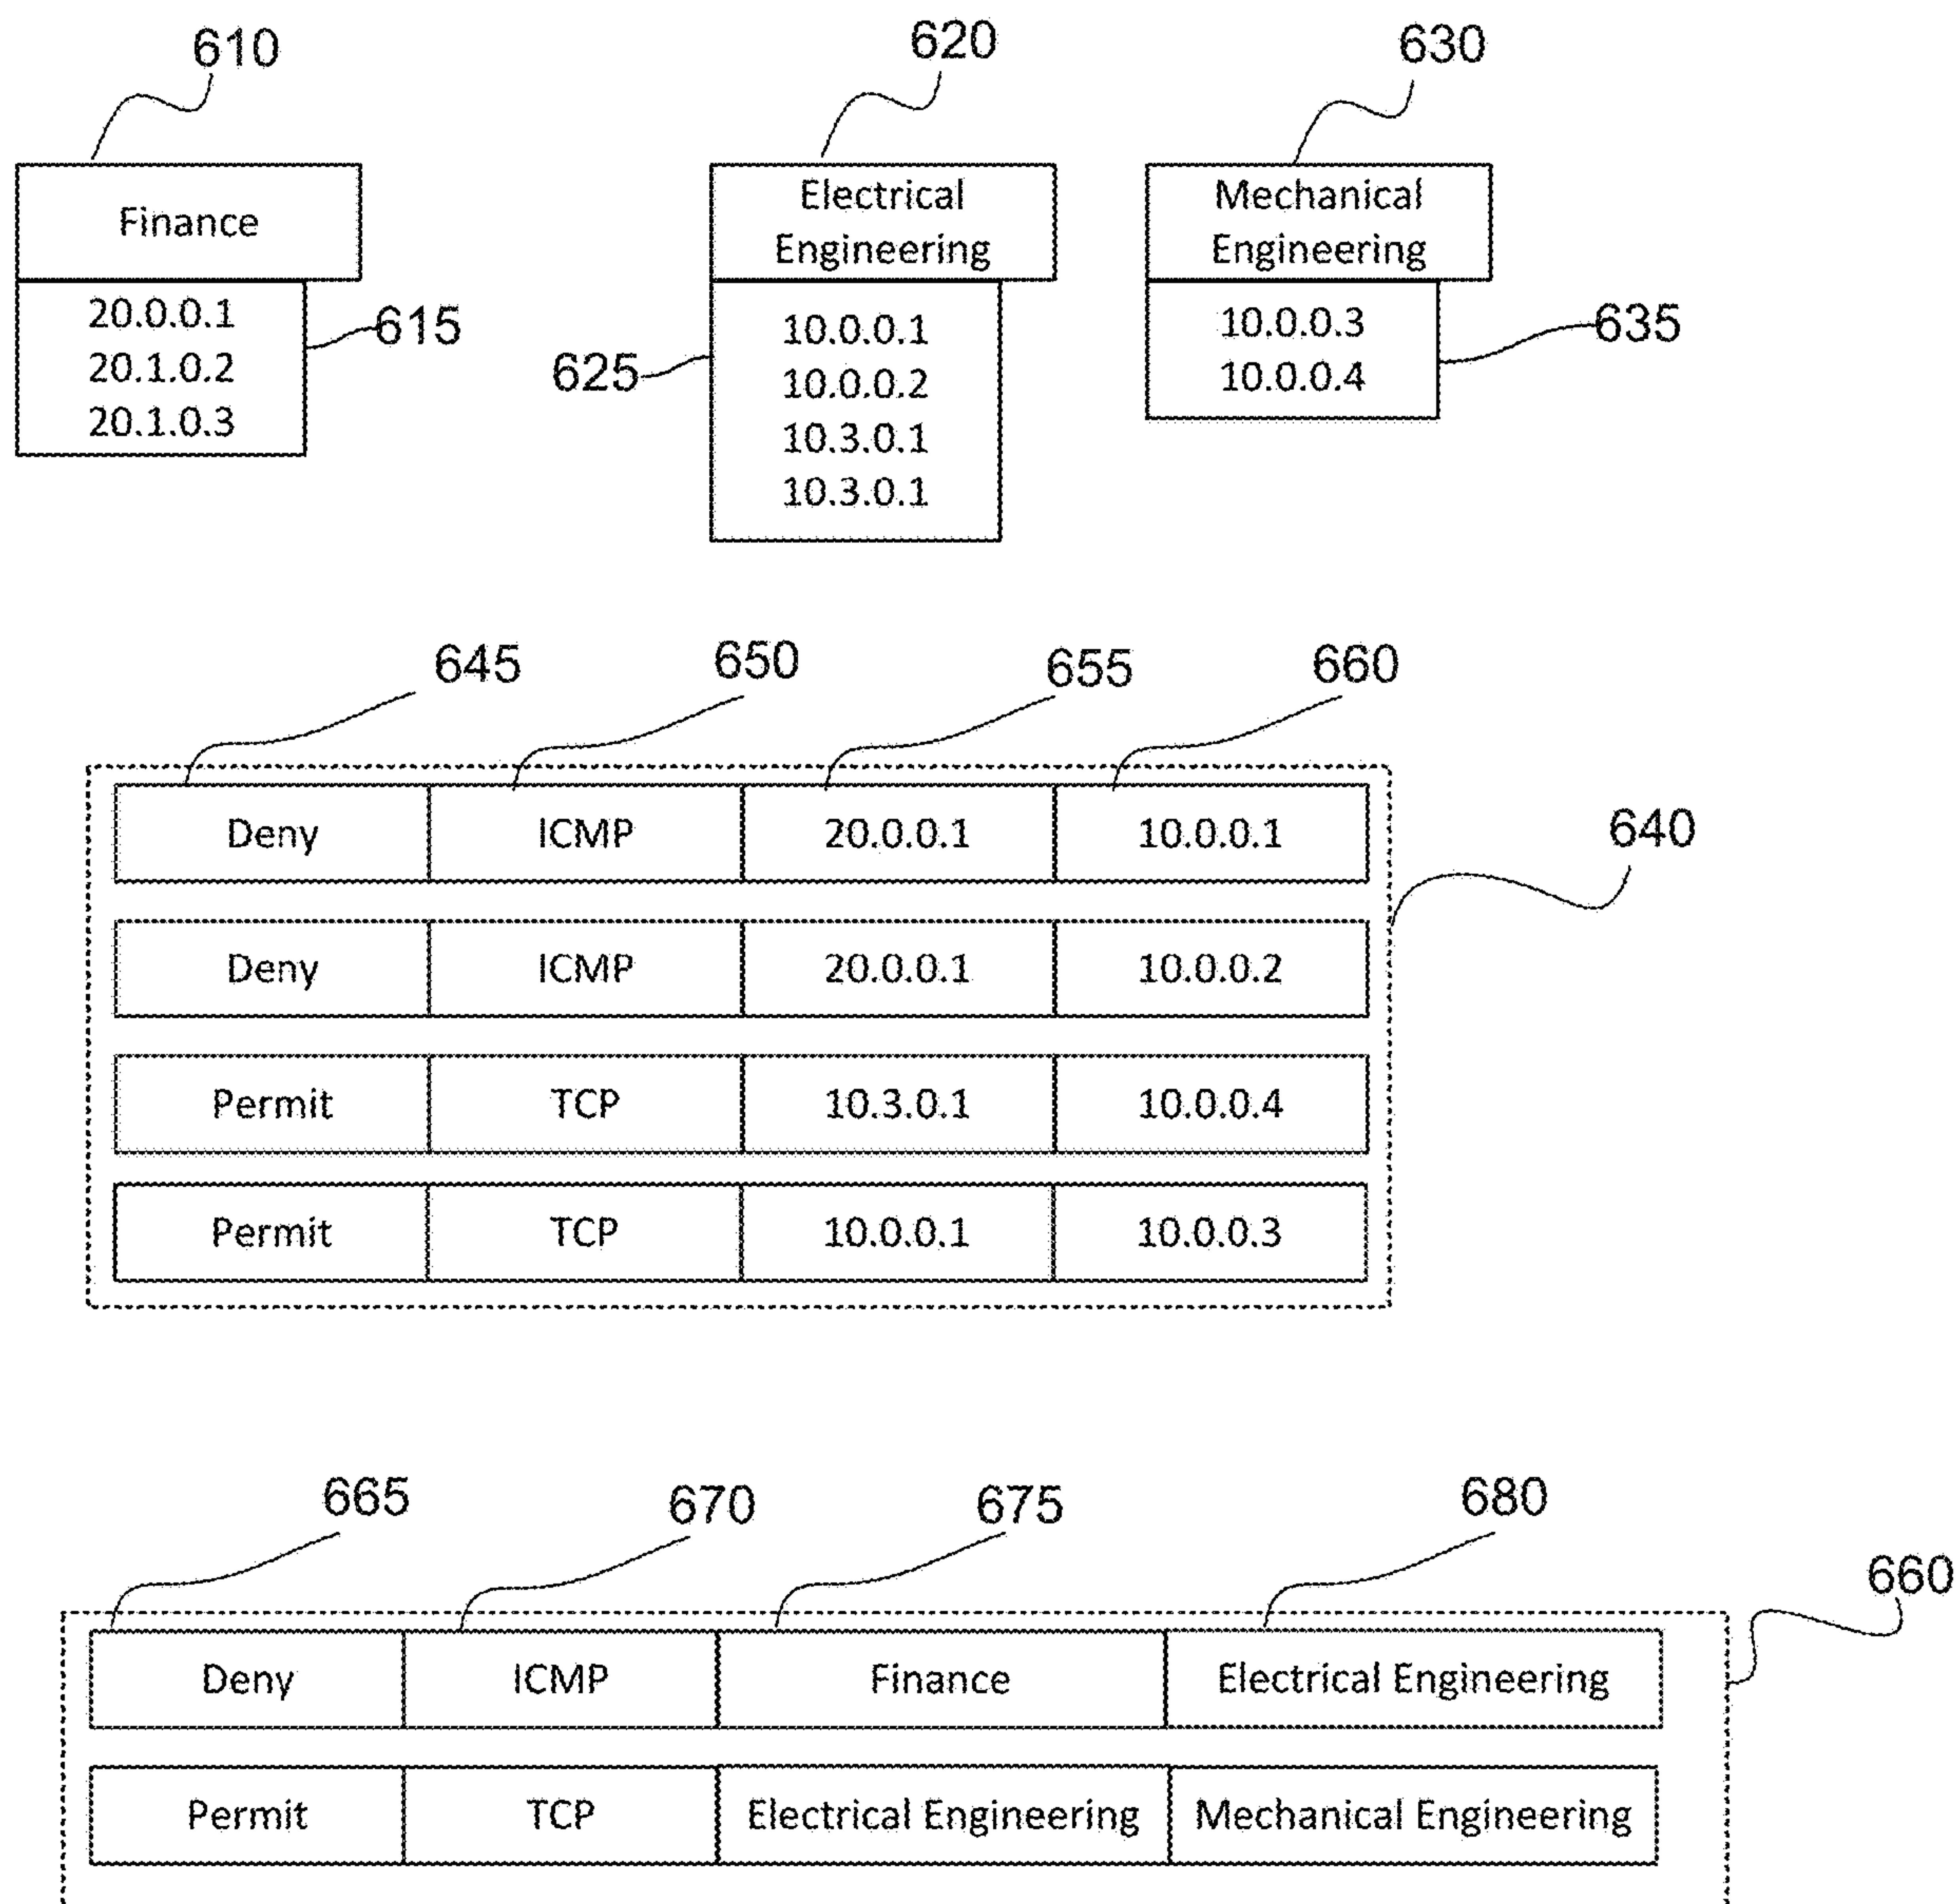 610
620
630
Finance
20.0.0.1
20.1.0.2
20.1.0.3
615
Electrical
Engineering
625
10.0.0.1
10.0.0.2
10.3.0.1
10.3.0.1
Mechanical
Engineering
10.0.0.3
10.0.0.4
635
645 650 655 660
Deny ICMP 20.0.0.1 10.0.0.1
640
Deny ICMP 20.0.0.1 10.0.0.2
Permit TCP 10.3.0.1 10.0.0.4
Permit TCP 10.0.0.1 10.0.0.3
665 670 675 680
660
Deny ICMP Finance Electrical Engineering
Permit TCP Electrical Engineering Mechanical Engineering